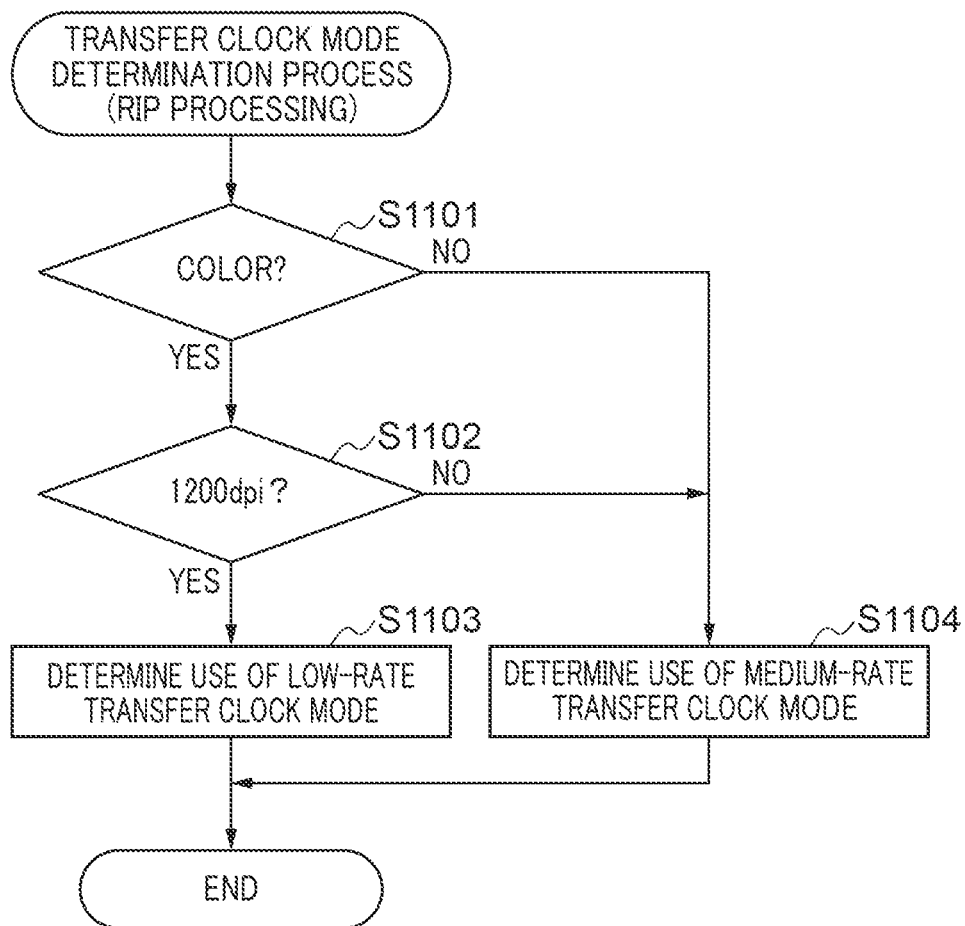 TRANSFER CLOCK MODE
DETERMINATION PROCESS
(RIP PROCESSING)
S1101
COLOR?
NO
YES
S1102
1200dpi?
NO
YES
S1103
DETERMINE USE OF LOW-RATE
TRANSFER CLOCK MODE
S1104
DETERMINE USE OF MEDIUM-RATE
TRANSFER CLOCK MODE
END